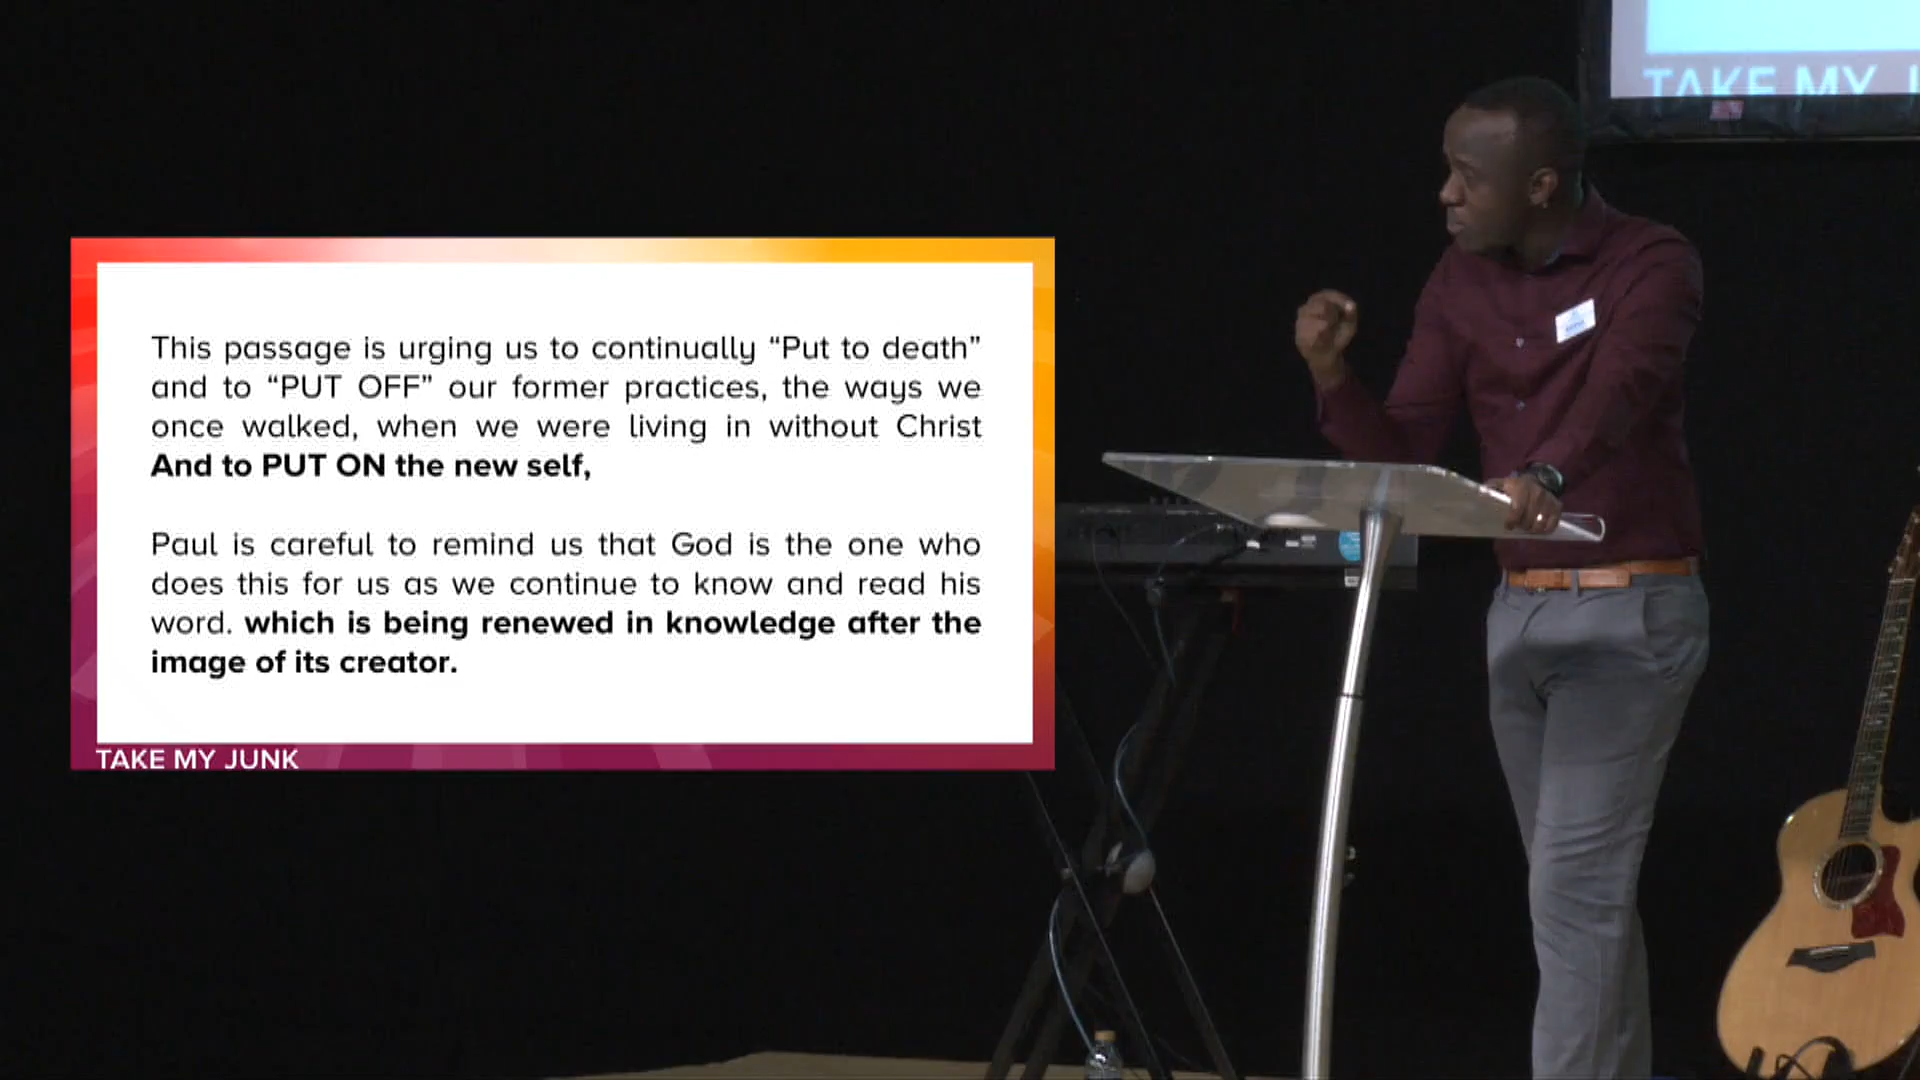 TAKE MY J
This passage is urging us to continually “Put to death”
and to “PUT OFF” our former practices, the ways we
once walked, when we were living in without Christ
And to PUT ON the new self,
Paul is careful to remind us that God is the one who
does this for us as we continue to know and read his
word. which is being renewed in knowledge after the
image of its creator.
TAKE MY JUNK